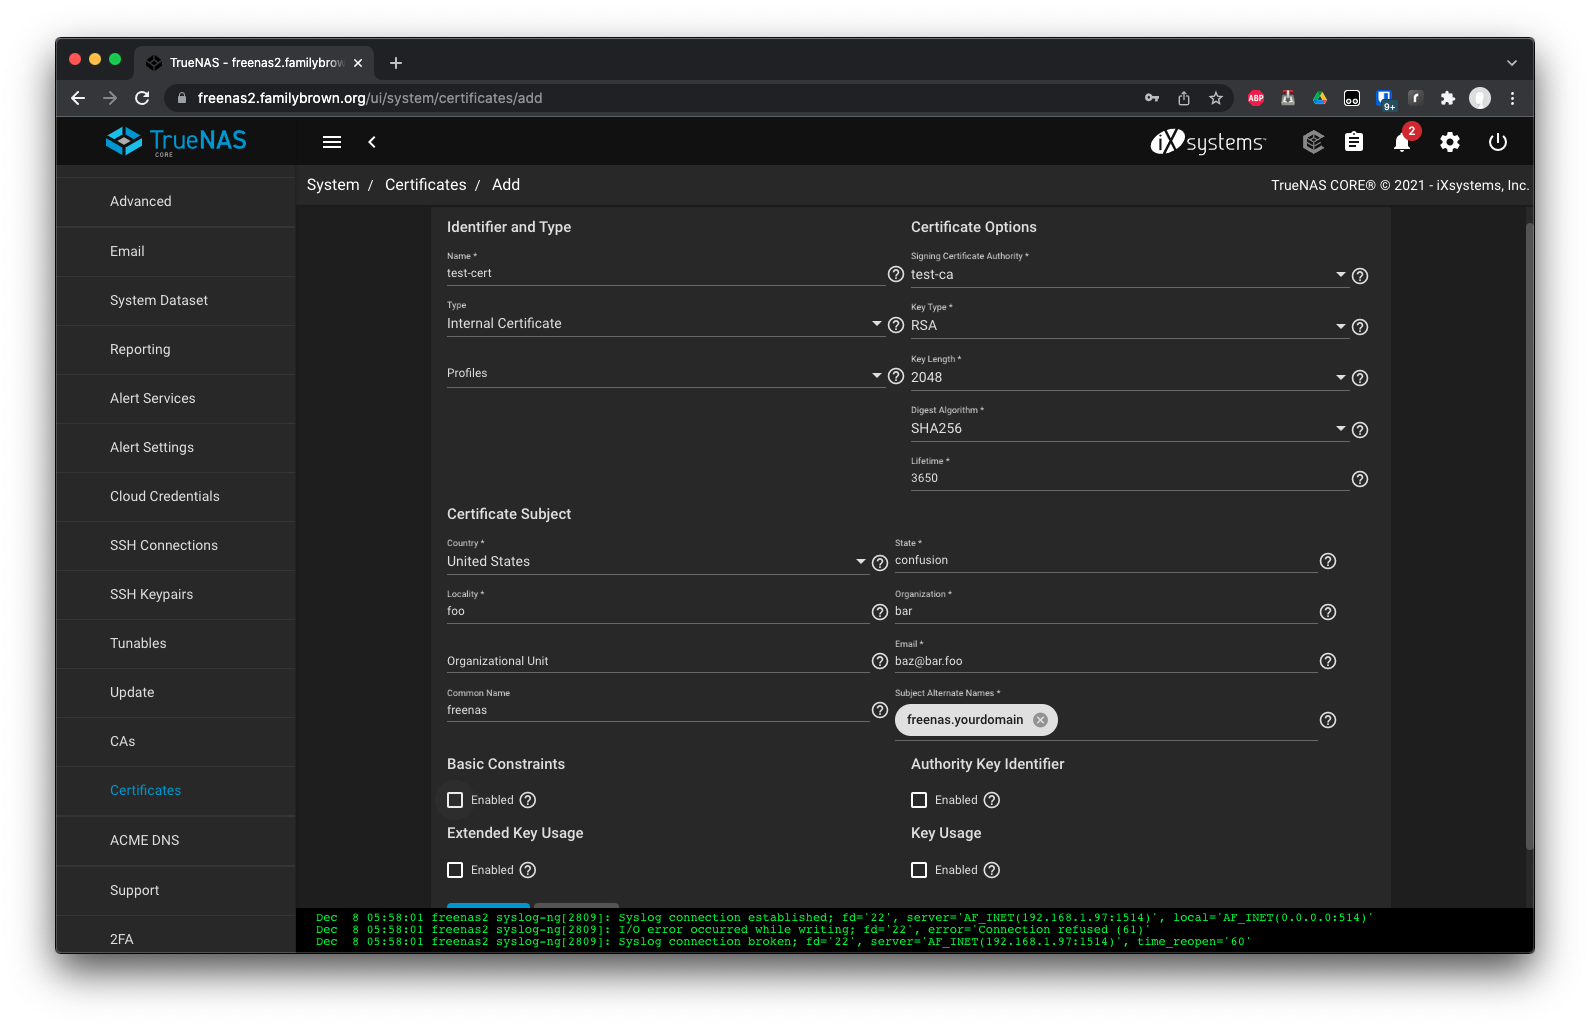 TrueNAS - freenas2.familybrow
freenas2.familybrown.org/ui/system/certificates/add
ABP
9+
r
TrueNAS
CORE
iXsystems
2
System / Certificates / Add
TrueNAS CORE® © 2021 - iXsystems, Inc.
Advanced
Email
System Dataset
Reporting
Alert Services
Alert Settings
Cloud Credentials
SSH Connections
SSH Keypairs
Tunables
Update
CAs
Certificates
ACME DNS
Support
2FA
Identifier and Type
Name *
test-cert
Type
Internal Certificate
Profiles
Certificate Options
Signing Certificate Authority *
test-ca
Key Type *
RSA
Key Length *
2048
Digest Algorithm *
SHA256
Lifetime *
3650
Certificate Subject
Country *
United States
State *
confusion
Locality *
foo
Organization *
bar
Organizational Unit
Email *
baz@bar.foo
Common Name
freenas
Subject Alternate Names *
freenas.yourdomain
Basic Constraints
Enabled
Authority Key Identifier
Enabled
Extended Key Usage
Enabled
Key Usage
Enabled
Dec  8 05:58:01 freenas2 syslog-ng[2809]: Syslog connection established; fd='22', server='AF_INET(192.168.1.97:1514)', local='AF_INET(0.0.0.0:514)'
Dec  8 05:58:01 freenas2 syslog-ng[2809]: I/O error occurred while writing; fd='22', error='Connection refused (61)'
Dec  8 05:58:01 freenas2 syslog-ng[2809]: Syslog connection broken; fd='22', server='AF_INET(192.168.1.97:1514)', time_reopen='60'